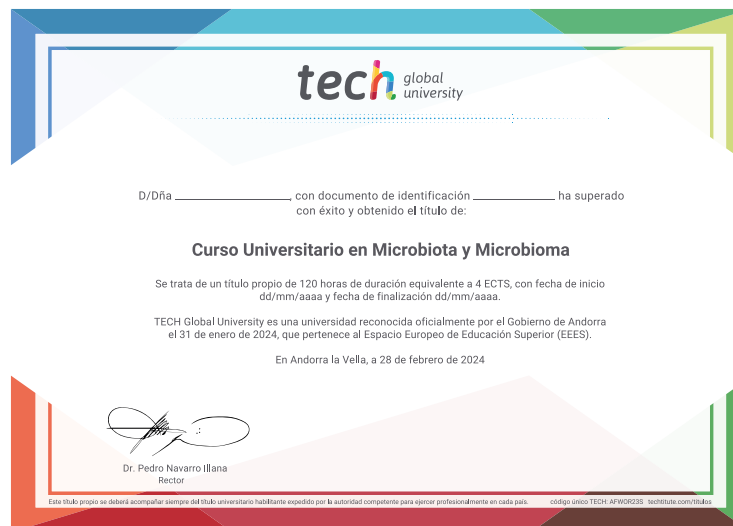 tech global university
D/Dña ____________________, con documento de identificación ______________ ha superado
con éxito y obtenido el título de:
Curso Universitario en Microbiota y Microbioma
Se trata de un título propio de 120 horas de duración equivalente a 4 ECTS, con fecha de inicio
dd/mm/aaaa y fecha de finalización dd/mm/aaaa.
TECH Global University es una universidad reconocida oficialmente por el Gobierno de Andorra
el 31 de enero de 2024, que pertenece al Espacio Europeo de Educación Superior (EEES).
En Andorra la Vella, a 28 de febrero de 2024
Dr. Pedro Navarro Illana
Rector
Este título propio se deberá acompañar siempre del título universitario habilitante expedido por la autoridad competente para ejercer profesionalmente en cada país. código único TECH: AFWOR23S techtitute.com/titulos